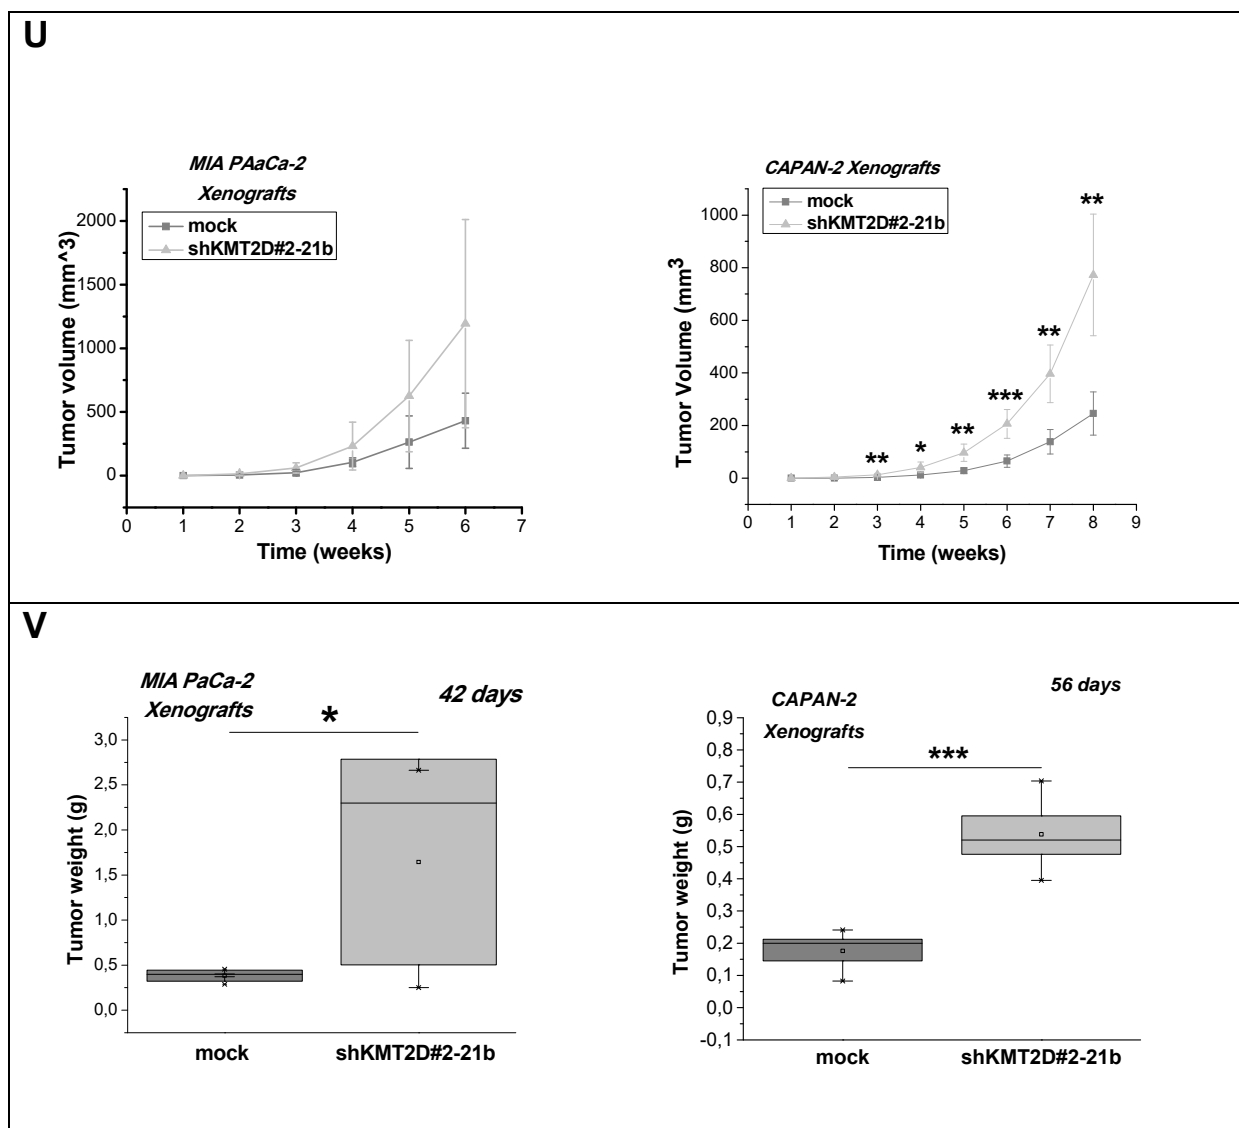 U
MIA PAaCa-2
Xenografts
mock
shKMT2D#2-21b
Tumor volume (mm^3)
2000
1500
1000
500
0
0 1 2 3 4 5 6 7
Time (weeks)
CAPAN-2 Xenografts
mock
shKMT2D#2-21b
Tumor Volume (mm3
1000
800
600
400
200
0
** * ** *** ** **
0 1 2 3 4 5 6 7 8 9
Time (weeks)
V
MIA PaCa-2
Xenografts
42 days
*
Tumor weight (g)
3,0
2,5
2,0
1,5
1,0
0,5
0,0
mock shKMT2D#2-21b
CAPAN-2
Xenografts
56 days
***
Tumor weight (g)
0,9
0,8
0,7
0,6
0,5
0,4
0,3
0,2
0,1
0,0
-0,1
mock shKMT2D#2-21b